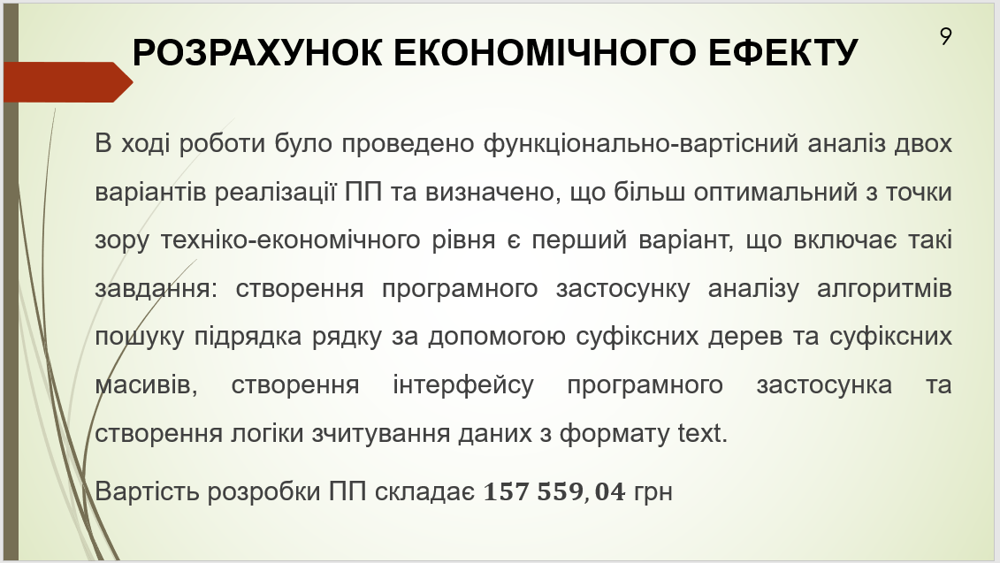 РОЗРАХУНОК ЕКОНОМІЧНОГО ЕФЕКТУ
9
В ході роботи було проведено функціонально-вартісний аналіз двох
варіантів реалізації ПП та визначено, що більш оптимальний з точки
зору техніко-економічного рівня є перший варіант, що включає такі
завдання: створення програмного застосунку аналізу алгоритмів
пошуку підрядка рядку за допомогою суфіксних дерев та суфіксних
масивів, створення інтерфейсу програмного застосунка та
створення логіки зчитування даних з формату text.
Вартість розробки ПП складає 157 559, 04 грн